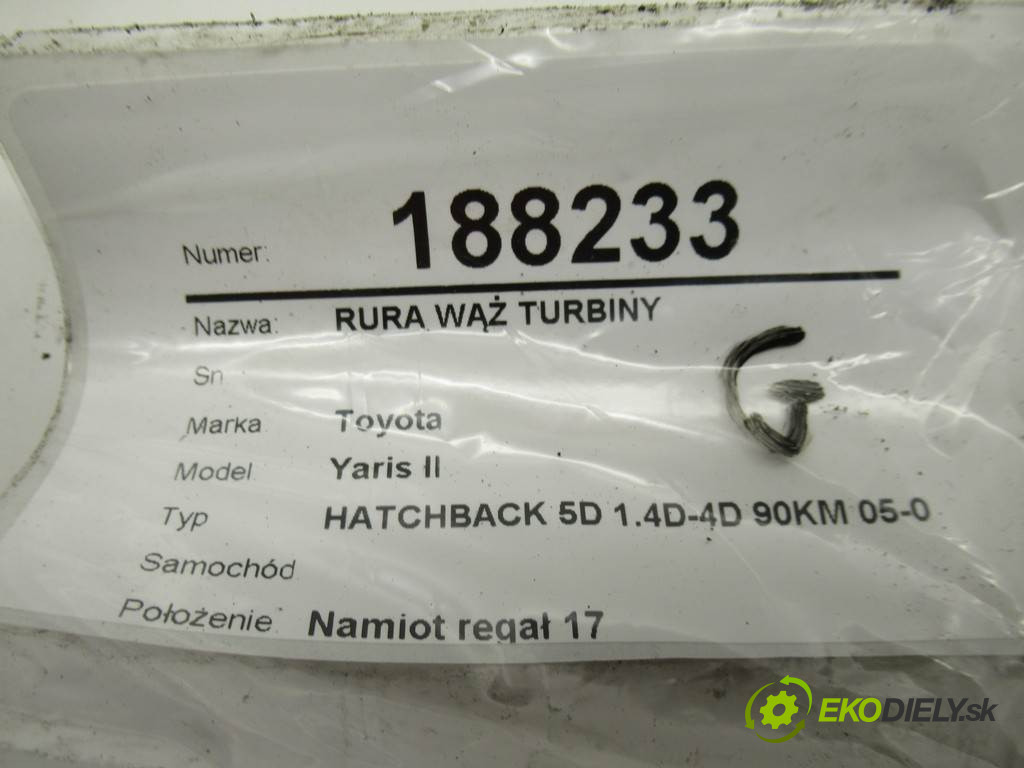 Numer: 188233
Nazwa: RURA WĄŻ TURBINY
Sn
Marka Toyota
Model Yaris II
Typ HATCHBACK 5D 1.4D-4D 90KM 05-0
Samochód
Położenie Namiot regał 17
G
EKODIELY.sk